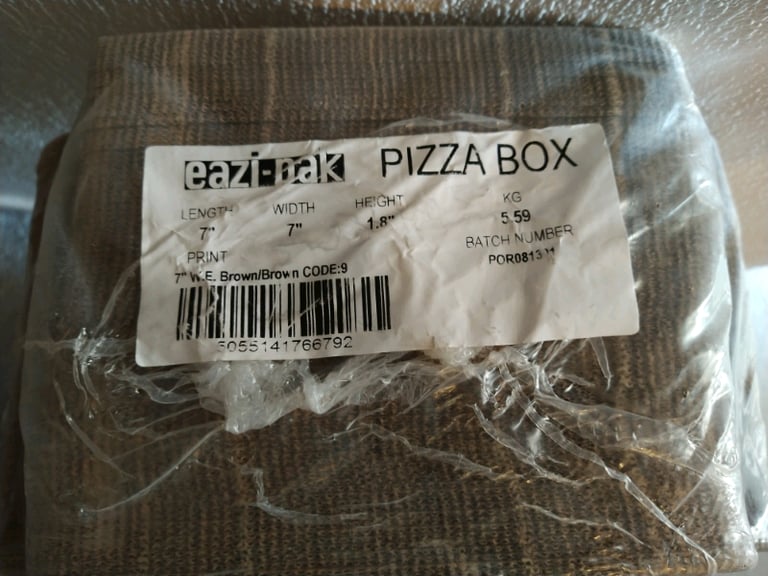 eazi-pak PIZZA BOX
LENGTH WIDTH HEIGHT KG
7" 7" 1.8" 5.59
PRINT BATCH NUMBER
7" W.E. Brown/Brown CODE:9
5055141766792